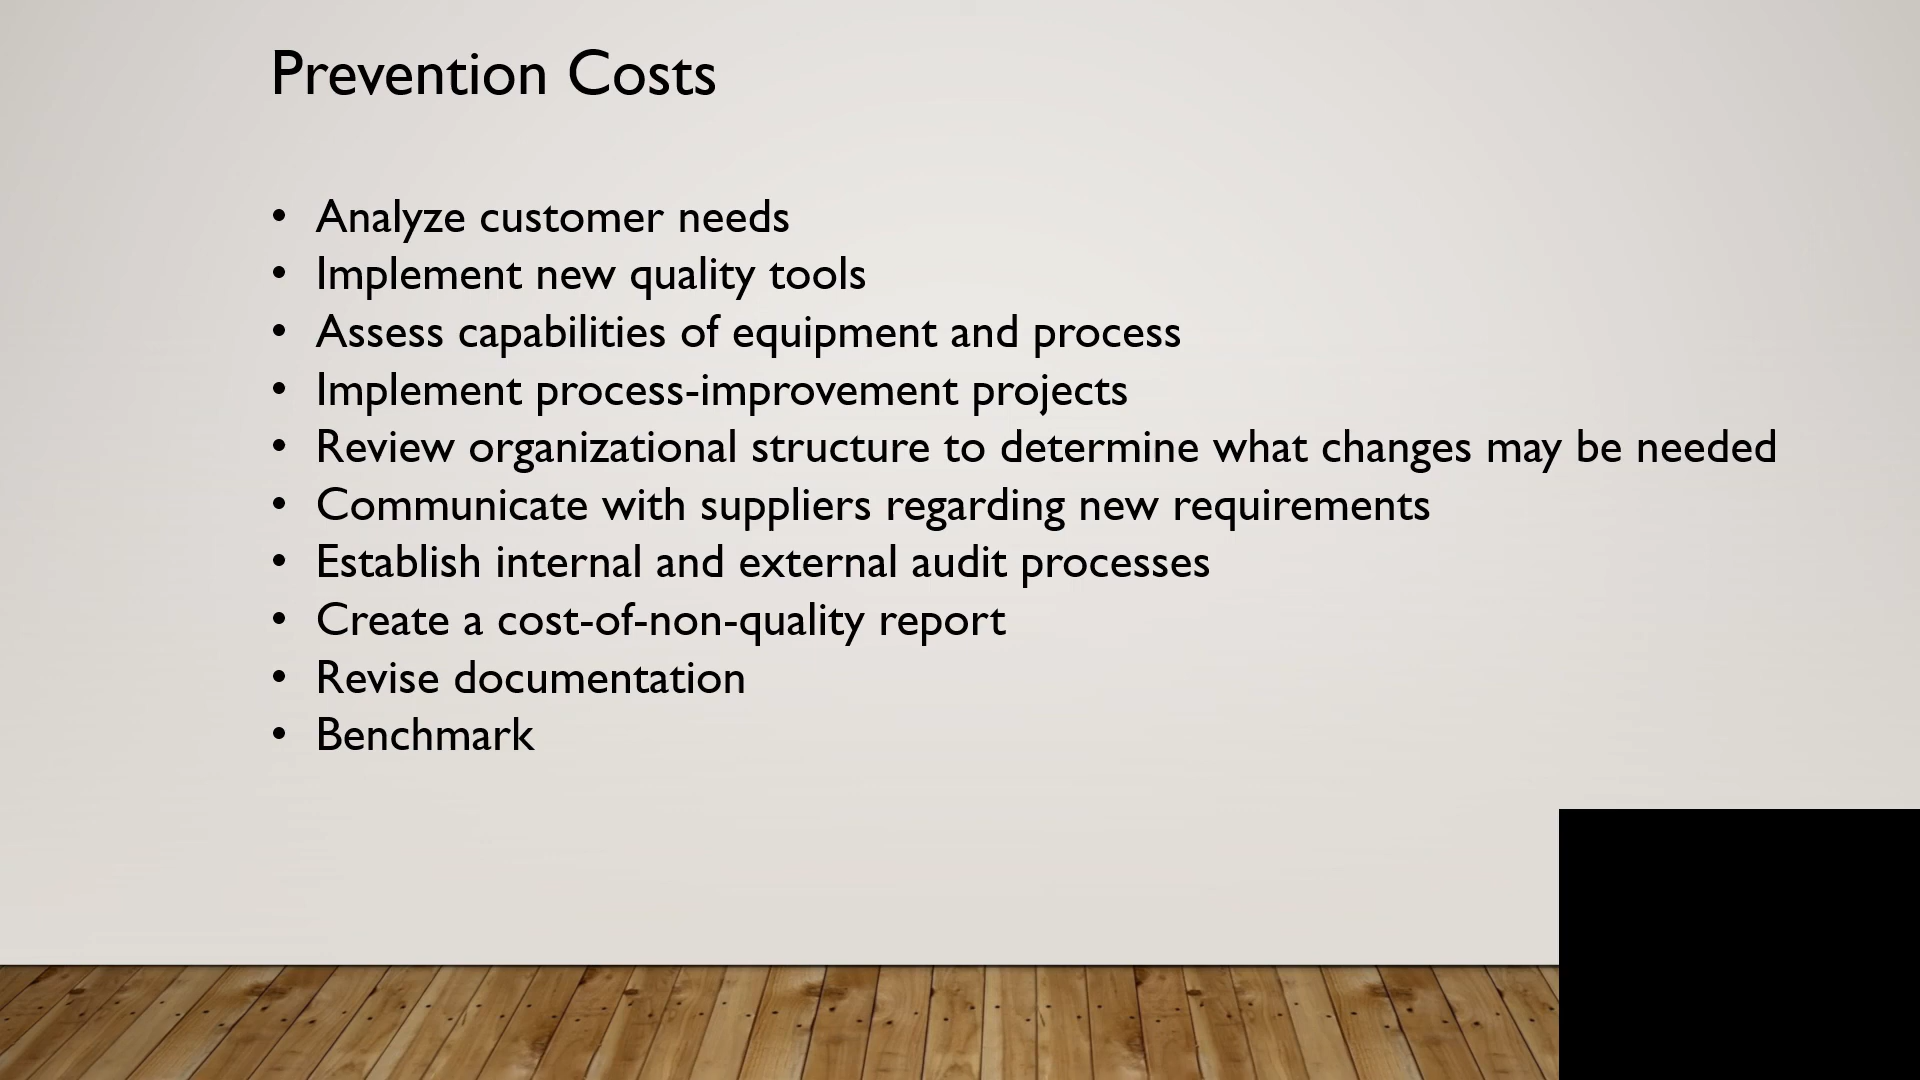 Prevention Costs
• Analyze customer needs
• Implement new quality tools
• Assess capabilities of equipment and process
• Implement process-improvement projects
• Review organizational structure to determine what changes may be needed
• Communicate with suppliers regarding new requirements
• Establish internal and external audit processes
• Create a cost-of-non-quality report
• Revise documentation
• Benchmark